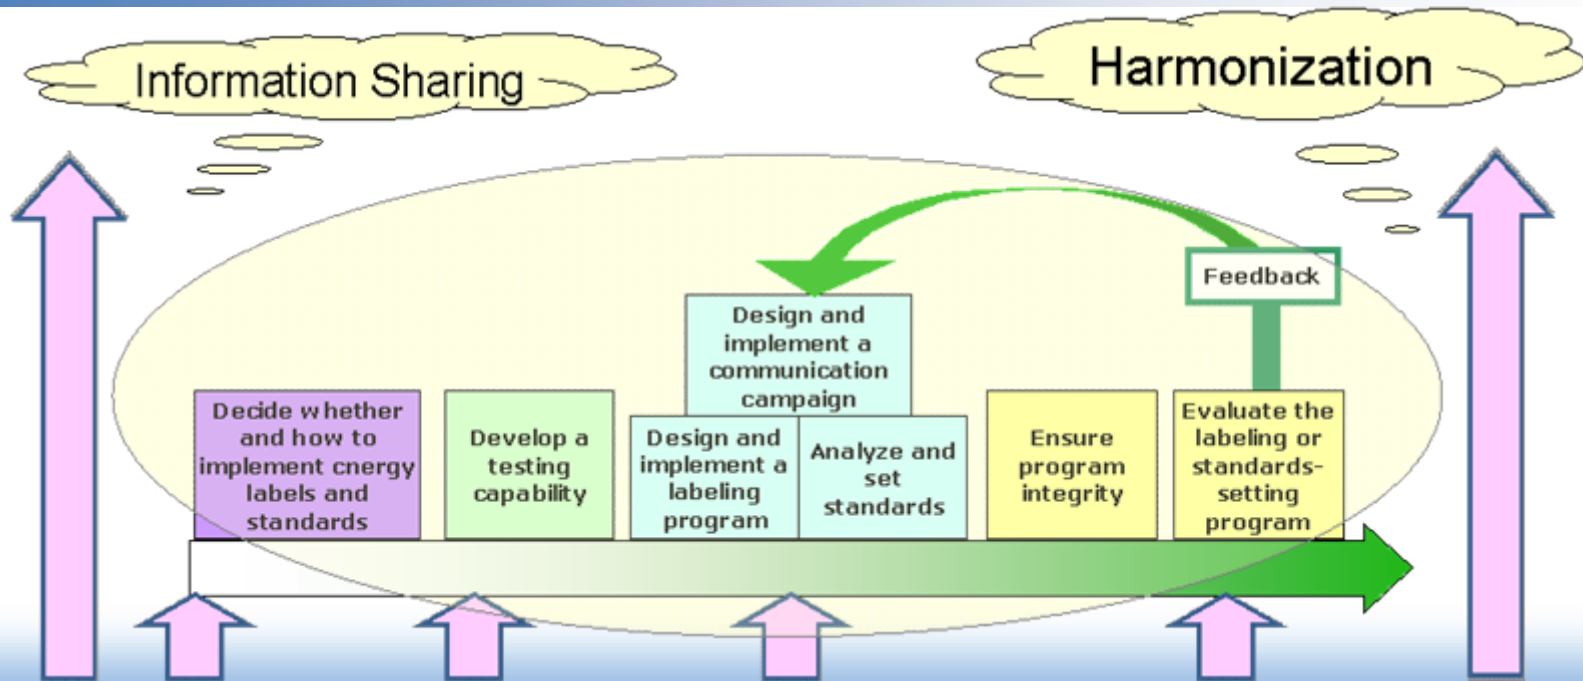 Information Sharing
Harmonization
Feedback
Design and
implement a
communication
campaign
Decide whether
and how to
implement cnergy
labels and
standards
Develop a
testing
capability
Design and
implement a
labeling
program
Analyze and
set
standards
Ensure
program
integrity
Evaluate the
labeling or
standards-
setting
program